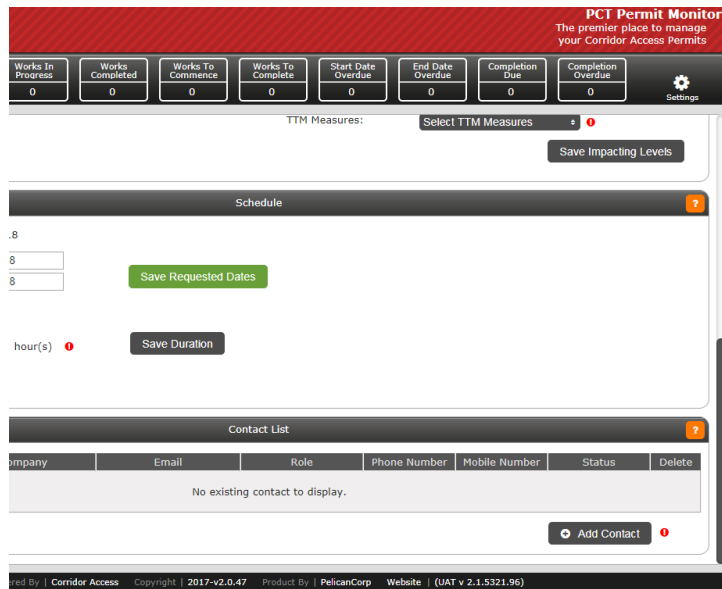 PCT Permit Monitor
The premier place to manage
your Corridor Access Permits
Works In Progress
0
Works Completed
0
Works To Commence
0
Works To Complete
0
Start Date Overdue
0
End Date Overdue
0
Completion Due
0
Completion Overdue
0
Settings
TTM Measures:
Select TTM Measures
Save Impacting Levels
Schedule
?
.8
8
8
Save Requested Dates
hour(s)
Save Duration
Contact List
?
ompany Email Role Phone Number Mobile Number Status Delete
No existing contact to display.
Add Contact
ered By | Corridor Access Copyright | 2017-v2.0.47 Product By | PelicanCorp Website | (UAT v 2.1.5321.96)